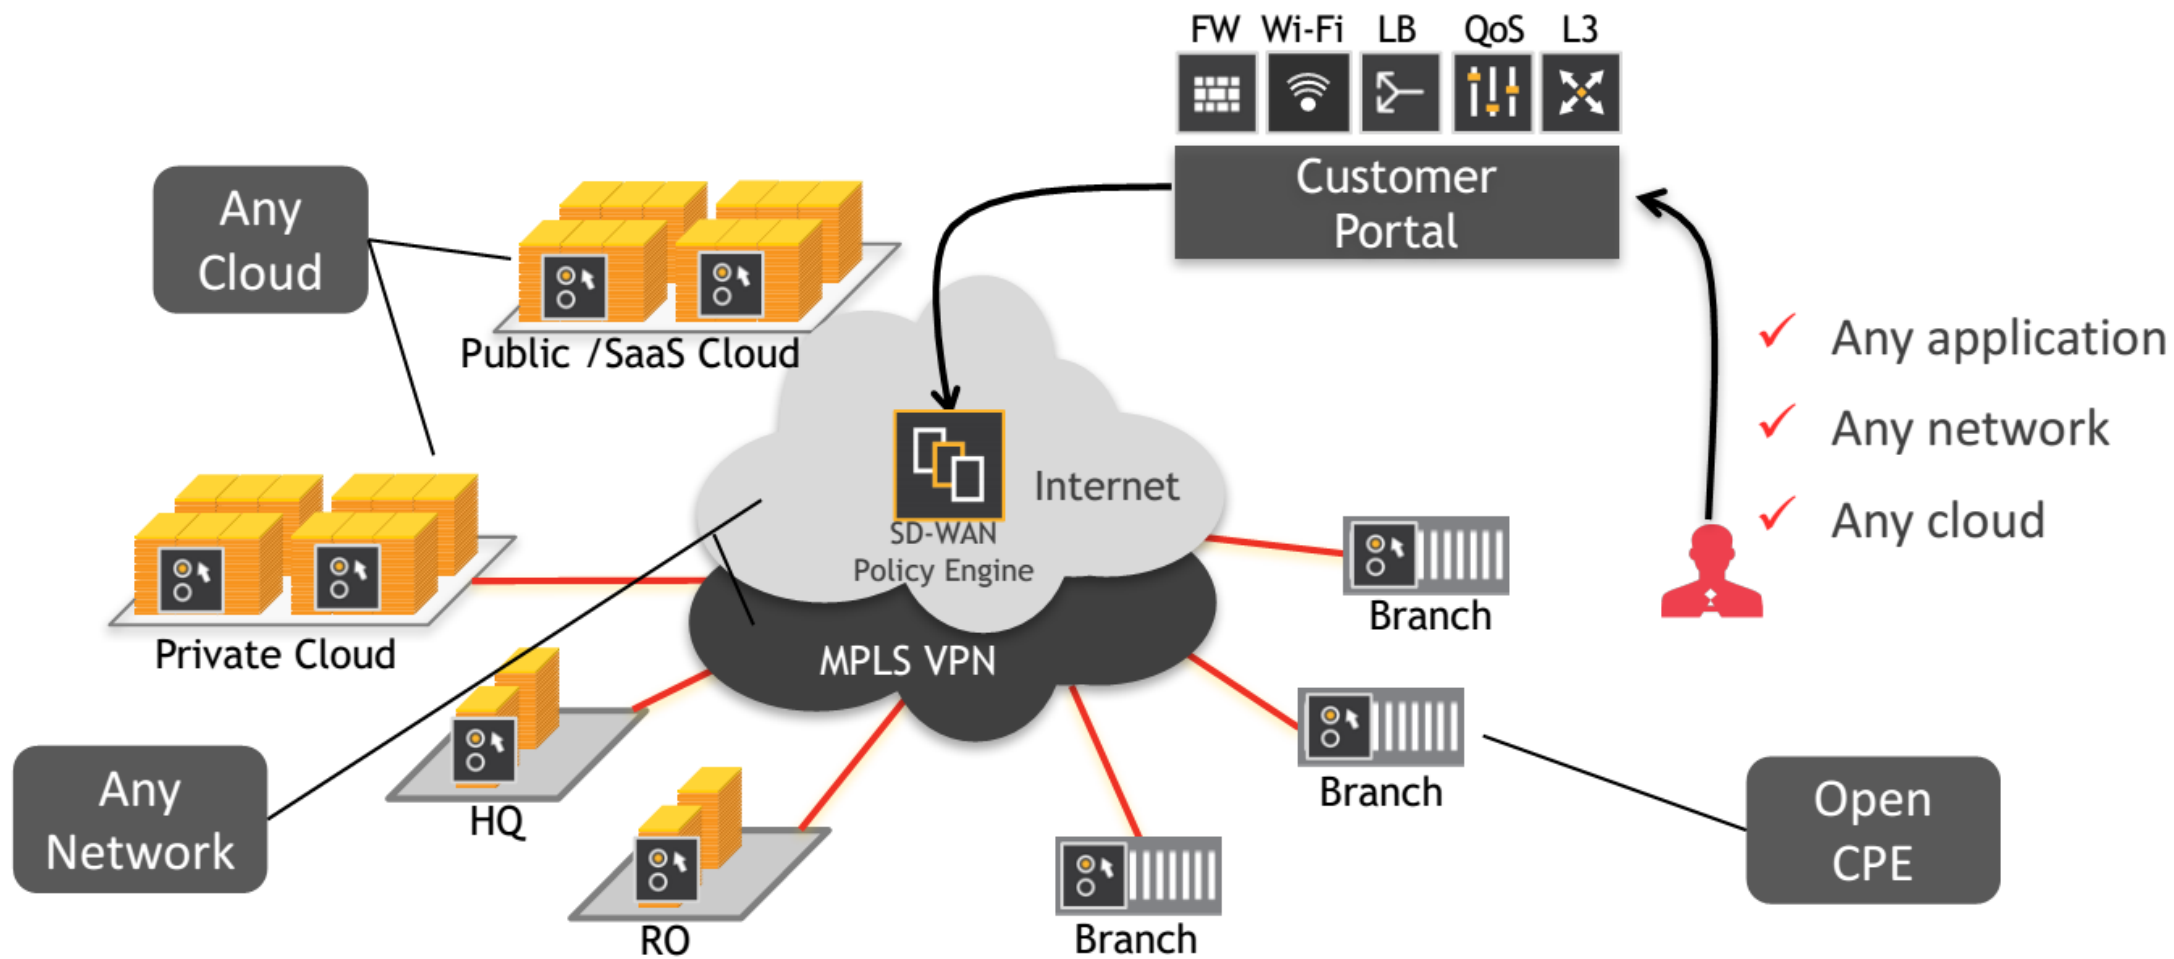 FW Wi-Fi LB QoS L3
Customer
Portal
Any
Cloud
Public /SaaS Cloud
Any application
Any network
Any cloud
Internet
SD-WAN
Policy Engine
Private Cloud
MPLS VPN
Branch
Branch
HQ
Any
Network
Open
CPE
RO
Branch